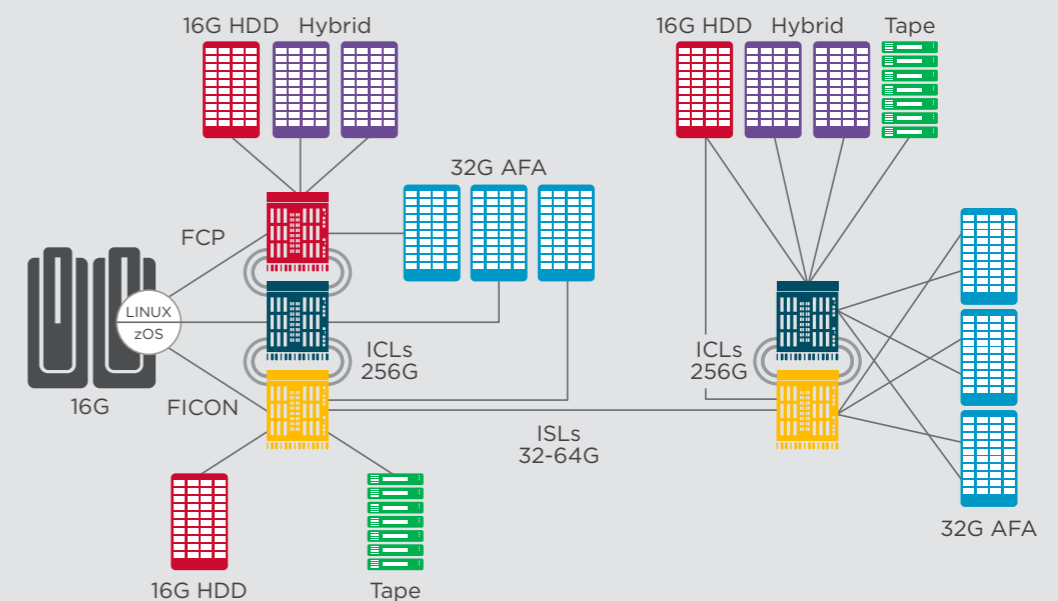 16G HDD Hybrid
16G HDD Hybrid Tape
32G AFA
FCP
LINUX
zOS
ICLs
256G
ICLs
256G
16G
FICON
ISLs
32-64G
32G AFA
16G HDD
Tape